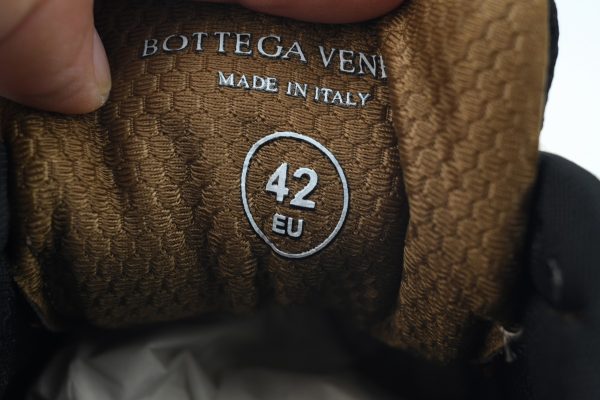 BOTTEGA VENE
MADE IN ITALY
42
EU